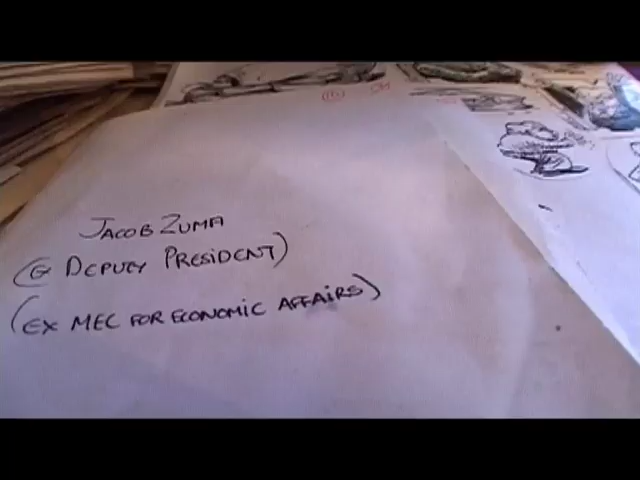 JACOB ZUMA
(G DEPUTY PRESIDENT)
(EX MEC FOR ECONOMIC AFFAIRS)